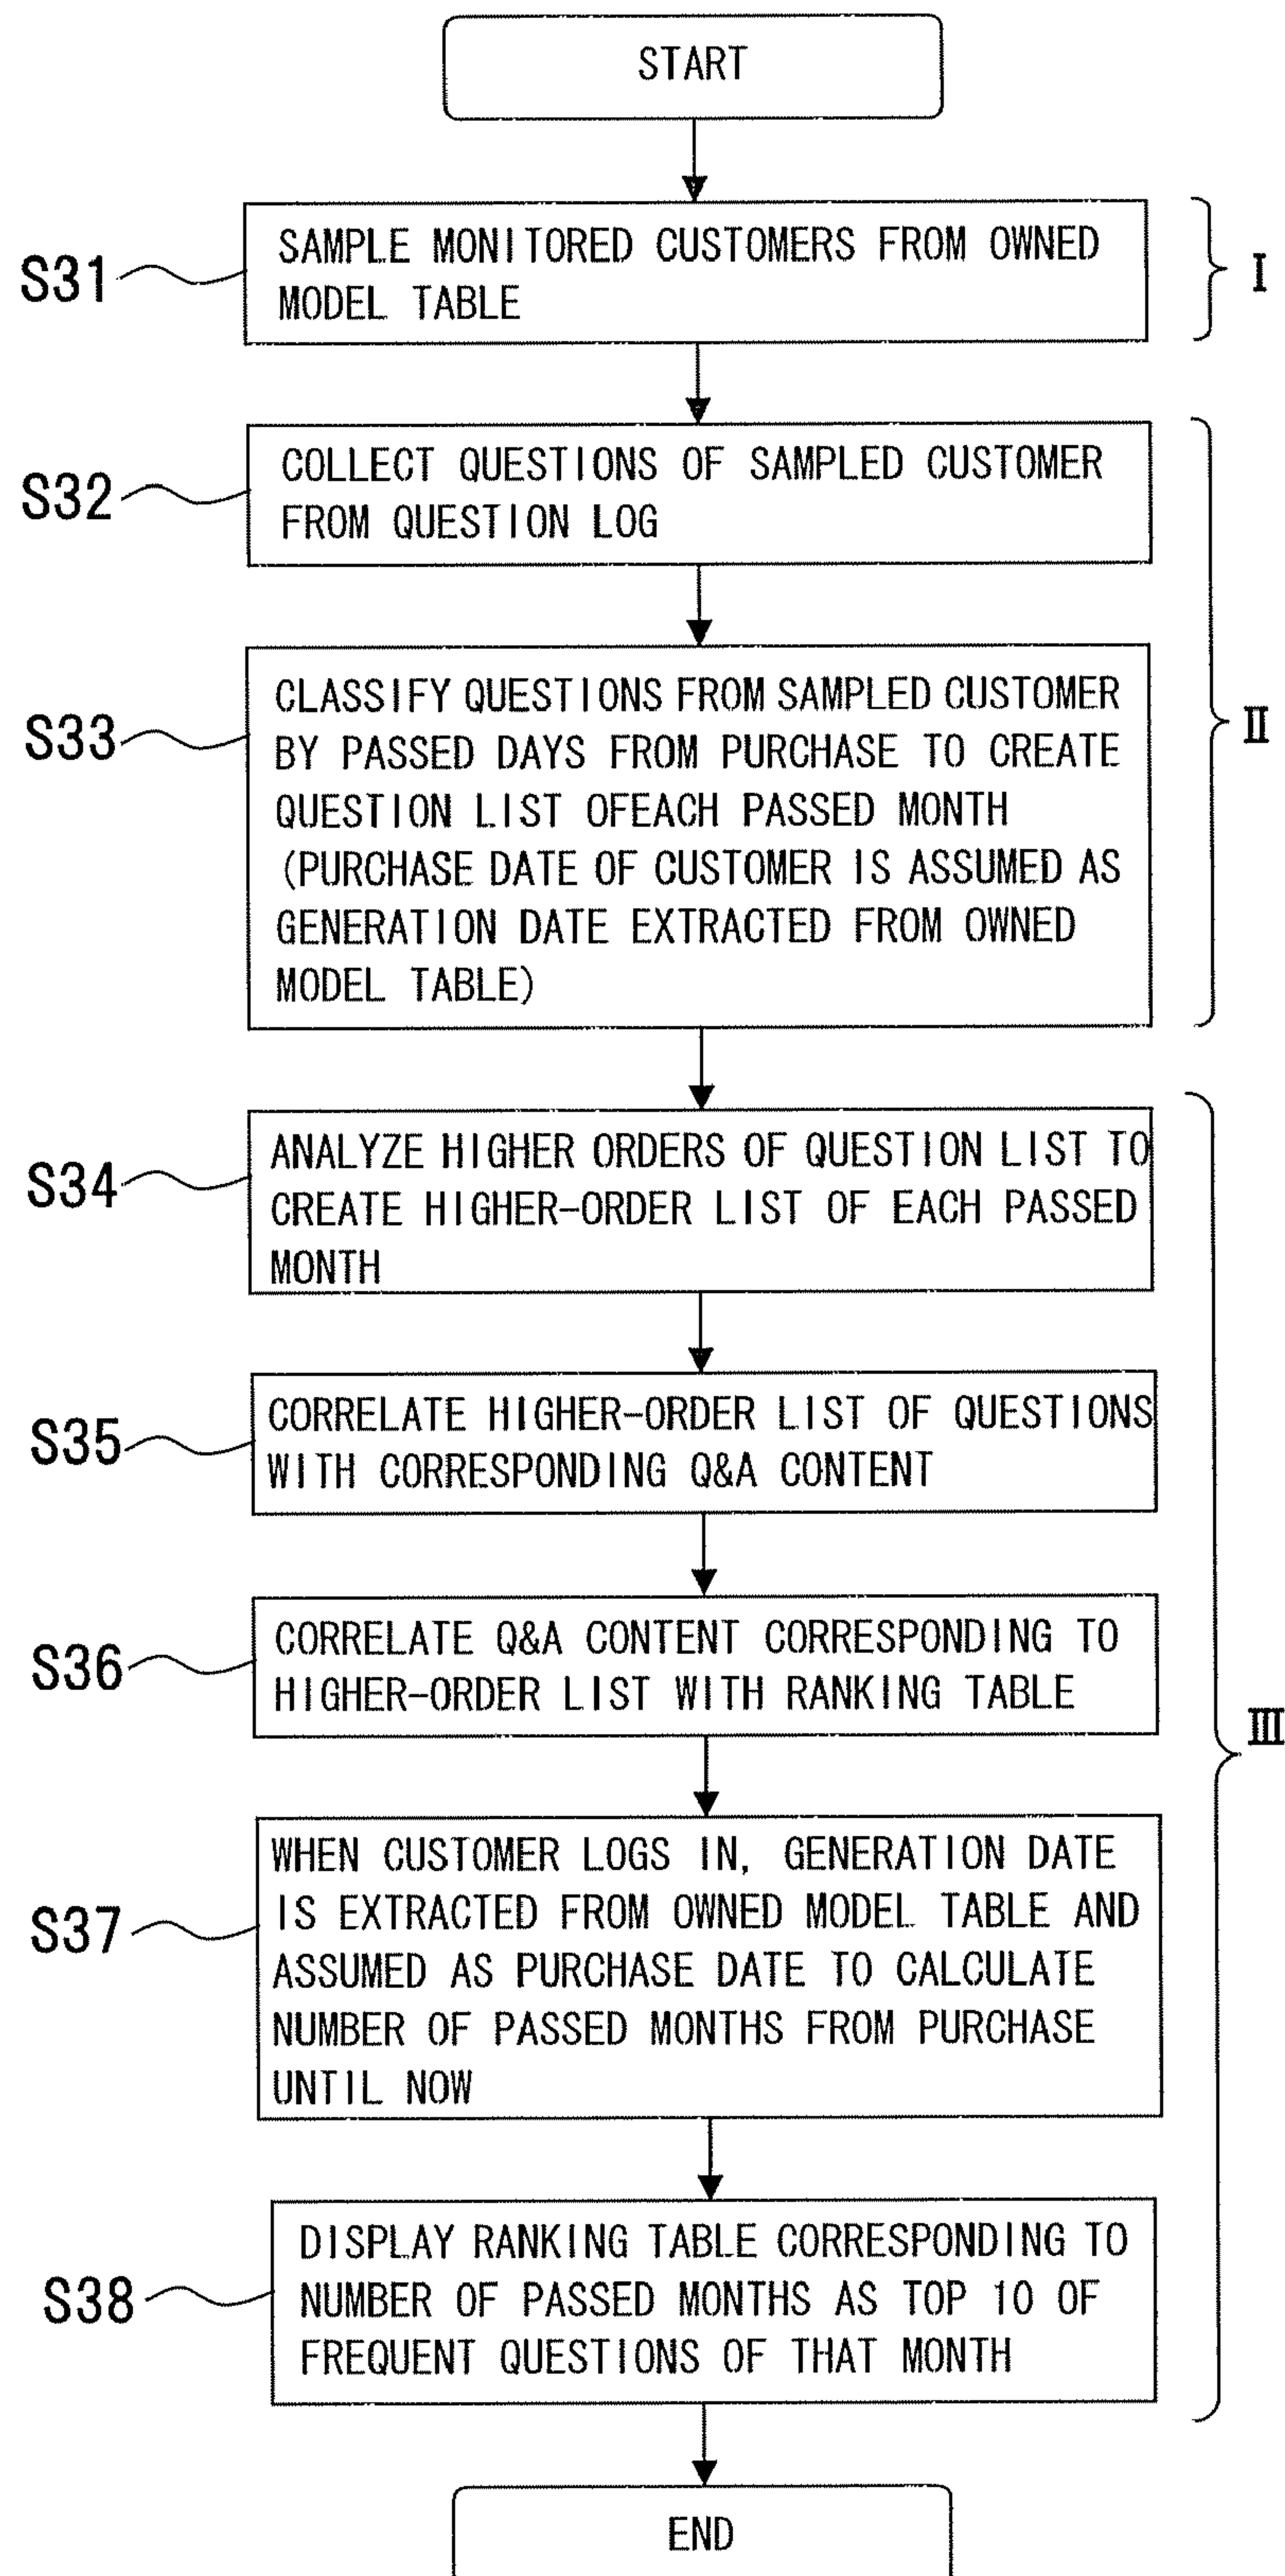 START
S31
SAMPLE MONITORED CUSTOMERS FROM OWNED
MODEL TABLE
I
S32
COLLECT QUESTIONS OF SAMPLED CUSTOMER
FROM QUESTION LOG
S33
CLASSIFY QUESTIONS FROM SAMPLED CUSTOMER
BY PASSED DAYS FROM PURCHASE TO CREATE
QUESTION LIST OFEACH PASSED MONTH
(PURCHASE DATE OF CUSTOMER IS ASSUMED AS
GENERATION DATE EXTRACTED FROM OWNED
MODEL TABLE)
II
S34
ANALYZE HIGHER ORDERS OF QUESTION LIST TO
CREATE HIGHER-ORDER LIST OF EACH PASSED
MONTH
S35
CORRELATE HIGHER-ORDER LIST OF QUESTIONS
WITH CORRESPONDING Q&A CONTENT
S36
CORRELATE Q&A CONTENT CORRESPONDING TO
HIGHER-ORDER LIST WITH RANKING TABLE
III
S37
WHEN CUSTOMER LOGS IN, GENERATION DATE
IS EXTRACTED FROM OWNED MODEL TABLE AND
ASSUMED AS PURCHASE DATE TO CALCULATE
NUMBER OF PASSED MONTHS FROM PURCHASE
UNTIL NOW
S38
DISPLAY RANKING TABLE CORRESPONDING TO
NUMBER OF PASSED MONTHS AS TOP 10 OF
FREQUENT QUESTIONS OF THAT MONTH
END